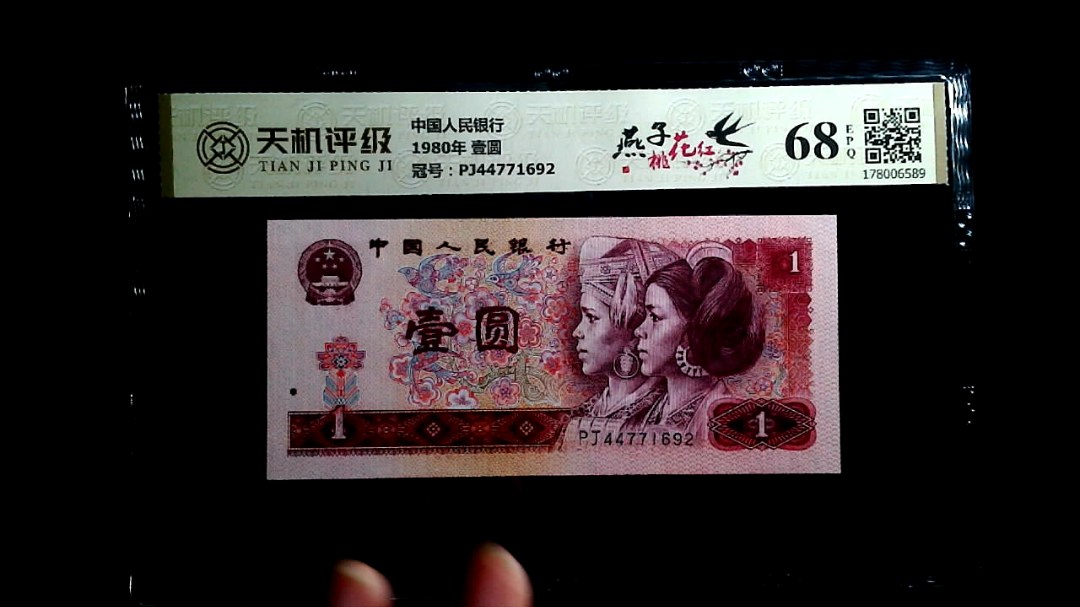 天机评级
TIAN JI PING JI
中国人民银行
1980年 壹圆
冠号：PJ44771692
燕子
桃花红
68
EPQ
178006589
中国人民银行
1
壹圆
1
PJ44771692
1